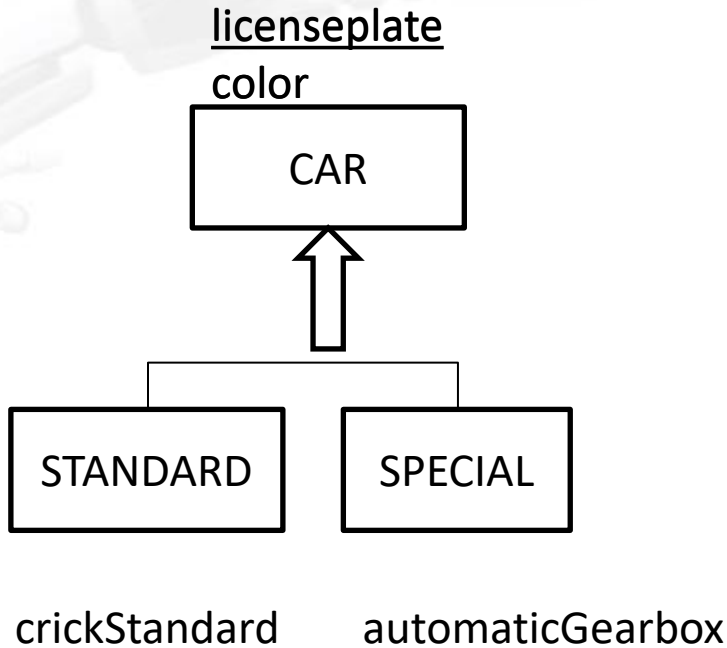 licenseplate
color
CAR
STANDARD SPECIAL
crickStandard automaticGearbox